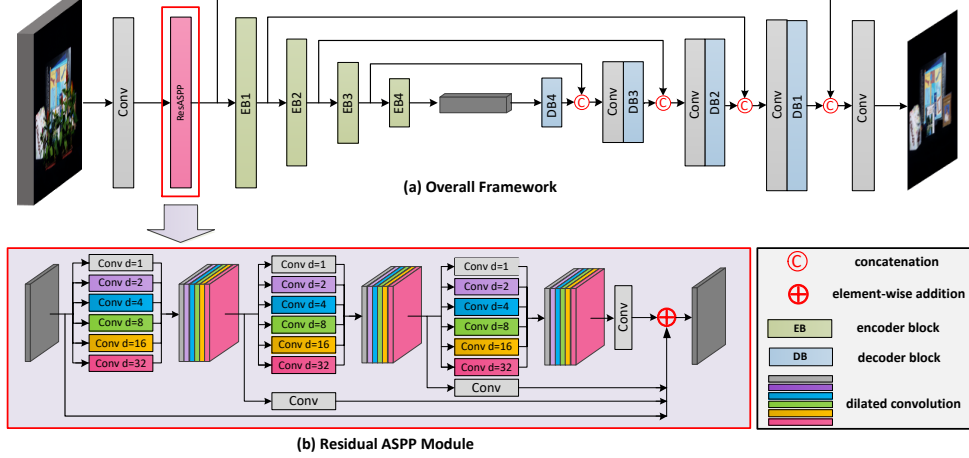 Conv
ResASPP
EB1
EB2
EB3
EB4
DB4
C
Conv
DB3
C
Conv
DB2
C
Conv
DB1
C
Conv
(a) Overall Framework
Conv d=1
Conv d=2
Conv d=4
Conv d=8
Conv d=16
Conv d=32
Conv d=1
Conv d=2
Conv d=4
Conv d=8
Conv d=16
Conv d=32
Conv
Conv d=1
Conv d=2
Conv d=4
Conv d=8
Conv d=16
Conv d=32
Conv
Conv
(b) Residual ASPP Module
C concatenation
element-wise addition
EB encoder block
DB decoder block
dilated convolution